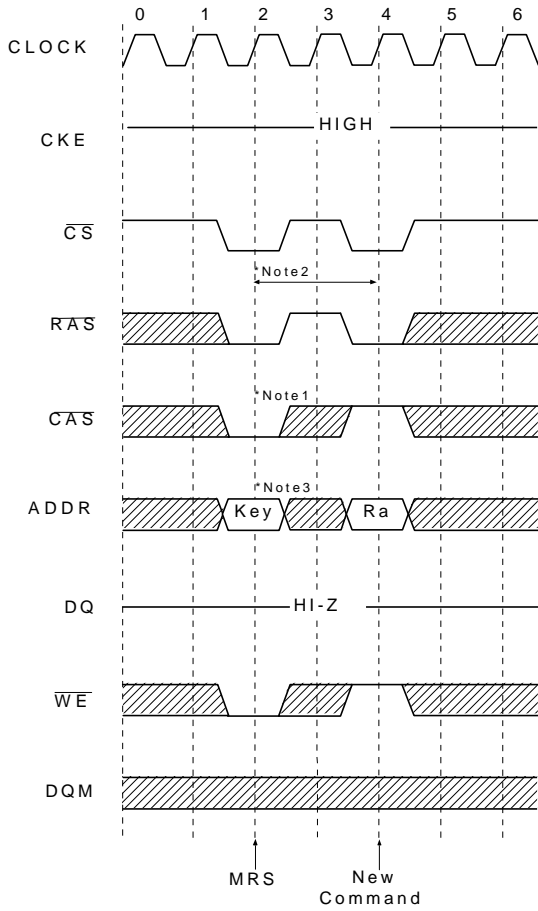 0 1 2 3 4 5 6
CLOCK
HIGH
CKE
CS
*Note2
RAS
*Note1
CAS
*Note3
ADDR
Key
Ra
DQ
HI-Z
WE
DQM
MRS
New
Command